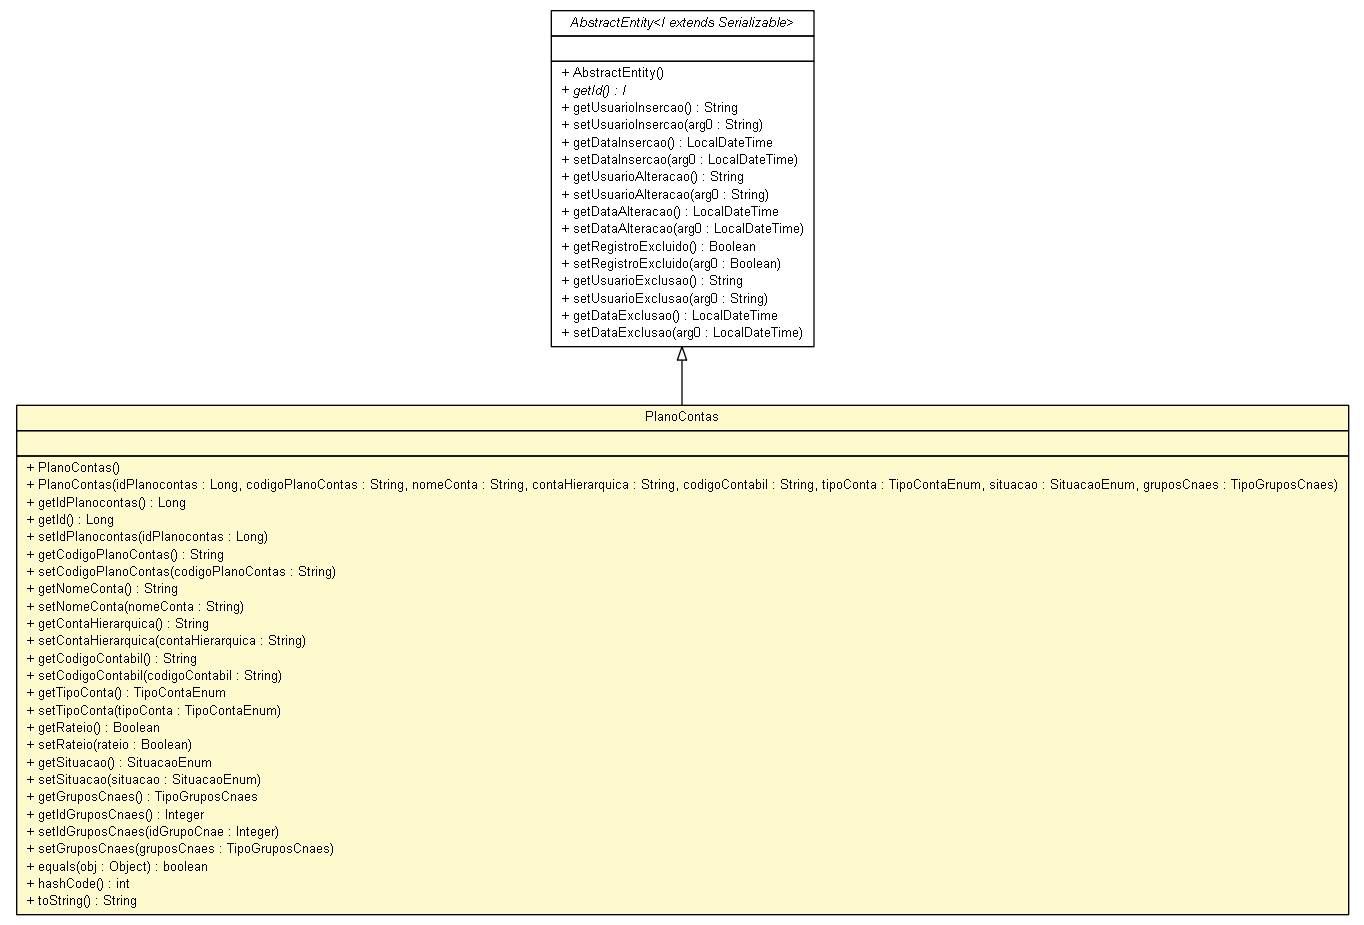 AbstractEntity<I extends Serializable>
+ AbstractEntity()
+ getId() : I
+ getUsuarioInsercao() : String
+ setUsuarioInsercao(arg0 : String)
+ getDataInsercao() : LocalDateTime
+ setDataInsercao(arg0 : LocalDateTime)
+ getUsuarioAlteracao() : String
+ setUsuarioAlteracao(arg0 : String)
+ getDataAlteracao() : LocalDateTime
+ setDataAlteracao(arg0 : LocalDateTime)
+ getRegistroExcluido() : Boolean
+ setRegistroExcluido(arg0 : Boolean)
+ getUsuarioExclusao() : String
+ setUsuarioExclusao(arg0 : String)
+ getDataExclusao() : LocalDateTime
+ setDataExclusao(arg0 : LocalDateTime)
PlanoContas
+ PlanoContas()
+ PlanoContas(idPlanocontas : Long, codigoPlanoContas : String, nomeConta : String, contaHierarquica : String, codigoContabil : String, tipoConta : TipoContaEnum, situacao : SituacaoEnum, gruposCnaes : TipoGruposCnaes)
+ getIdPlanocontas() : Long
+ getId() : Long
+ setIdPlanocontas(idPlanocontas : Long)
+ getCodigoPlanoContas() : String
+ setCodigoPlanoContas(codigoPlanoContas : String)
+ getNomeConta() : String
+ setNomeConta(nomeConta : String)
+ getContaHierarquica() : String
+ setContaHierarquica(contaHierarquica : String)
+ getCodigoContabil() : String
+ setCodigoContabil(codigoContabil : String)
+ getTipoConta() : TipoContaEnum
+ setTipoConta(tipoConta : TipoContaEnum)
+ getRateio() : Boolean
+ setRateio(rateio : Boolean)
+ getSituacao() : SituacaoEnum
+ setSituacao(situacao : SituacaoEnum)
+ getGruposCnaes() : TipoGruposCnaes
+ getIdGruposCnaes() : Integer
+ setIdGruposCnaes(idGrupoCnae : Integer)
+ setGruposCnaes(gruposCnaes : TipoGruposCnaes)
+ equals(obj : Object) : boolean
+ hashCode() : int
+ toString() : String